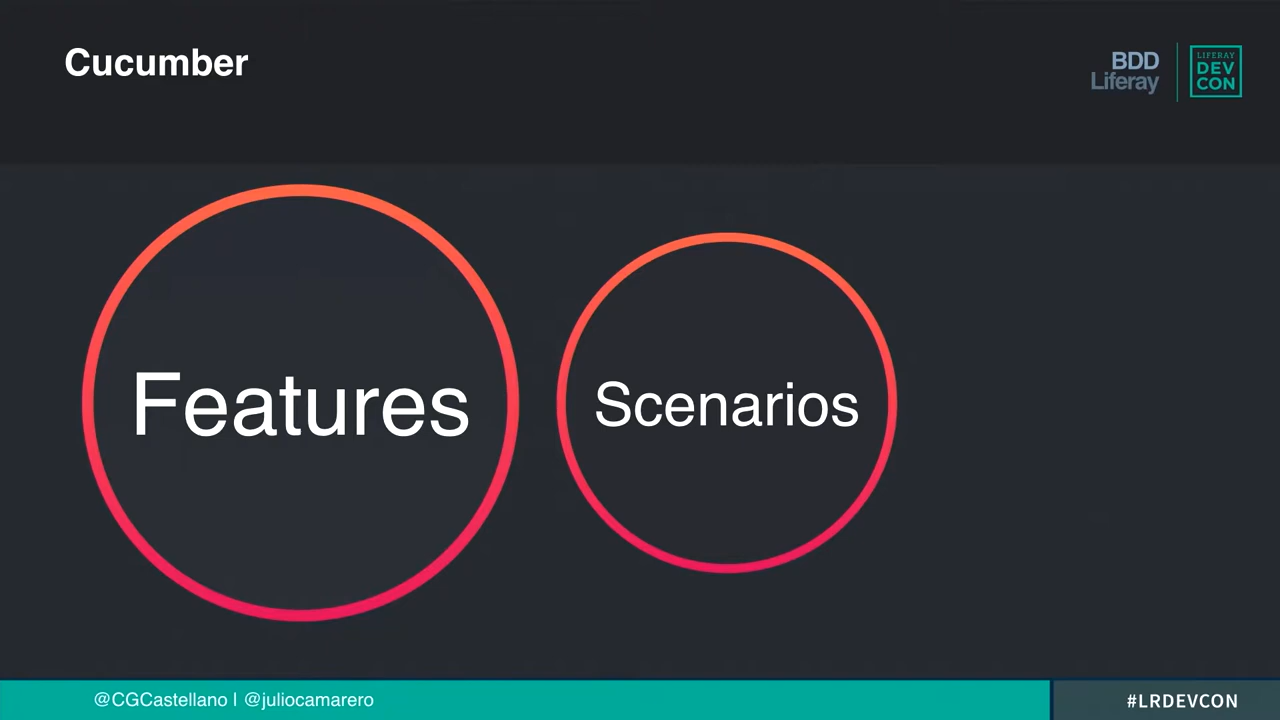 Cucumber
BDD
Liferay
LIFERAY
DEV
CON
Features
Scenarios
@CGCastellano | @juliocamarero
#LRDEVCON